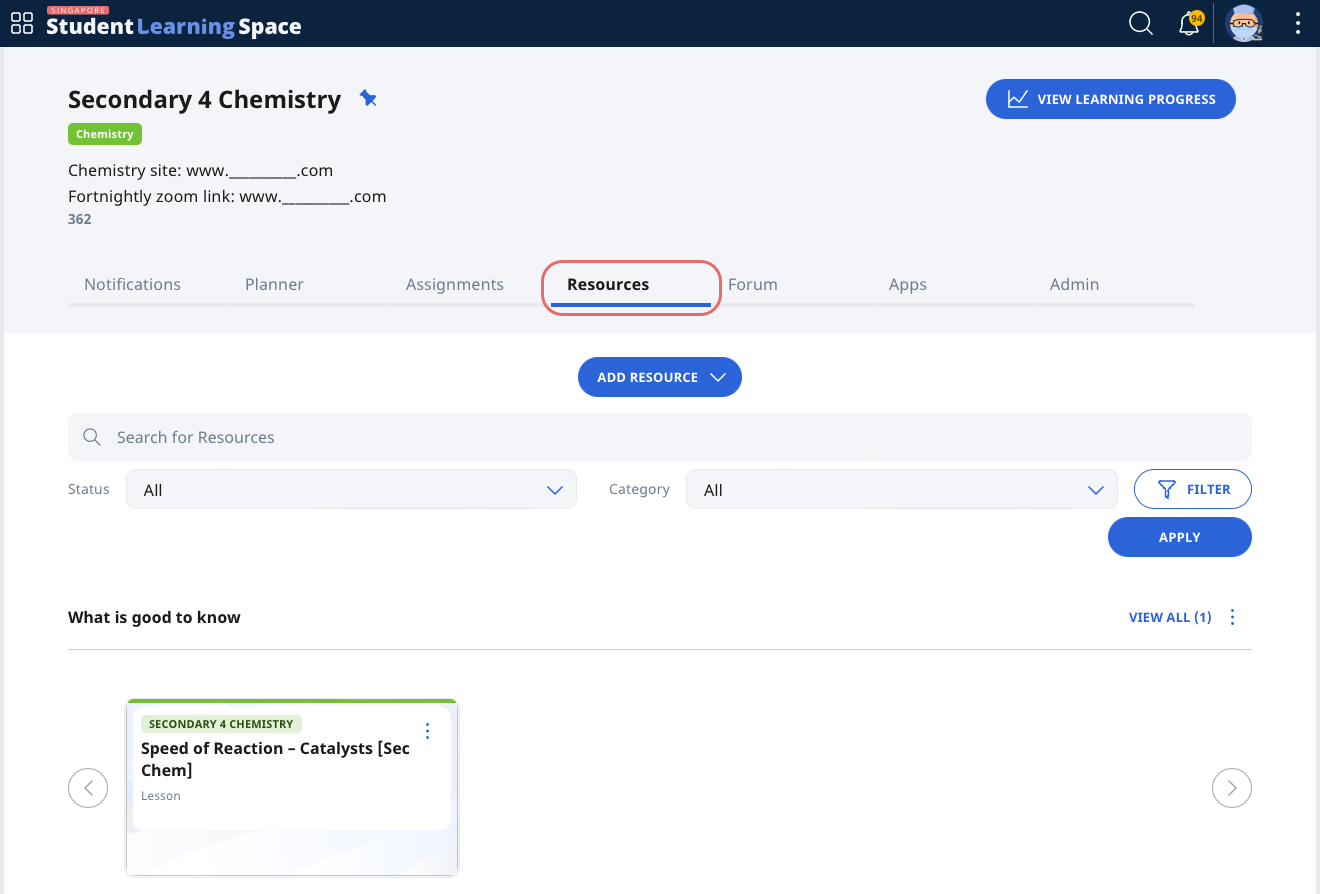 SINGAPORE
Student Learning Space
94
Secondary 4 Chemistry
VIEW LEARNING PROGRESS
Chemistry
Chemistry site: www.__________.com
Fortnightly zoom link: www.__________.com
362
Notifications Planner Assignments Resources Forum Apps Admin
ADD RESOURCE
Search for Resources
Status All Category All FILTER
APPLY
What is good to know VIEW ALL (1)
SECONDARY 4 CHEMISTRY
Speed of Reaction – Catalysts [Sec
Chem]
Lesson